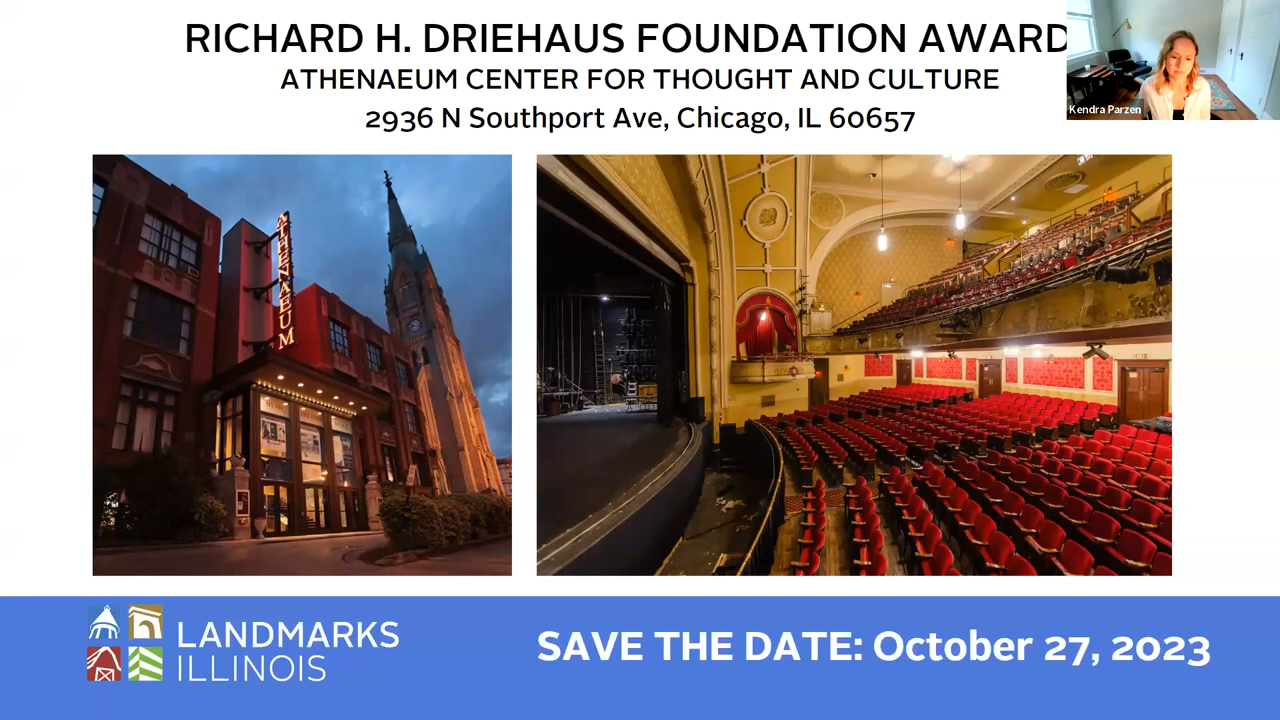 RICHARD H. DRIEHAUS FOUNDATION AWARD
ATHENAEUM CENTER FOR THOUGHT AND CULTURE
2936 N Southport Ave, Chicago, IL 60657
Kendra Parzen
ATHENAEUM
LANDMARKS
ILLINOIS
SAVE THE DATE: October 27, 2023